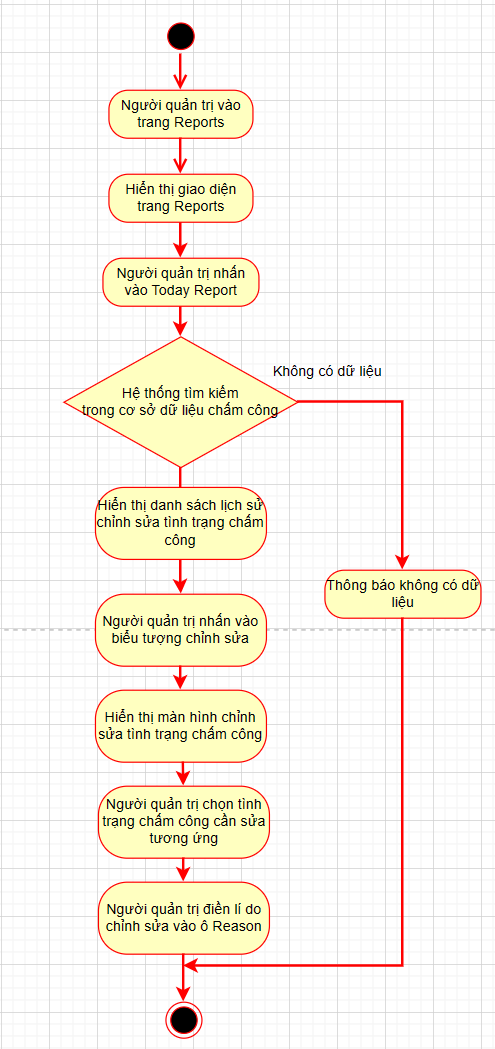 Người quản trị vào
trang Reports
Hiển thị giao diện
trang Reports
Người quản trị nhấn
vào Today Report
Không có dữ liệu
Hệ thống tìm kiếm
trong cơ sở dữ liệu chấm công
Hiển thị danh sách lịch sử
chỉnh sửa tình trạng chấm
công
Thông báo không có dữ
liệu
Người quản trị nhấn vào
biểu tượng chỉnh sửa
Hiển thị màn hình chỉnh
sửa tình trạng chấm công
Người quản trị chọn tình
trạng chấm công cần sửa
tương ứng
Người quản trị điền lí do
chỉnh sửa vào ô Reason